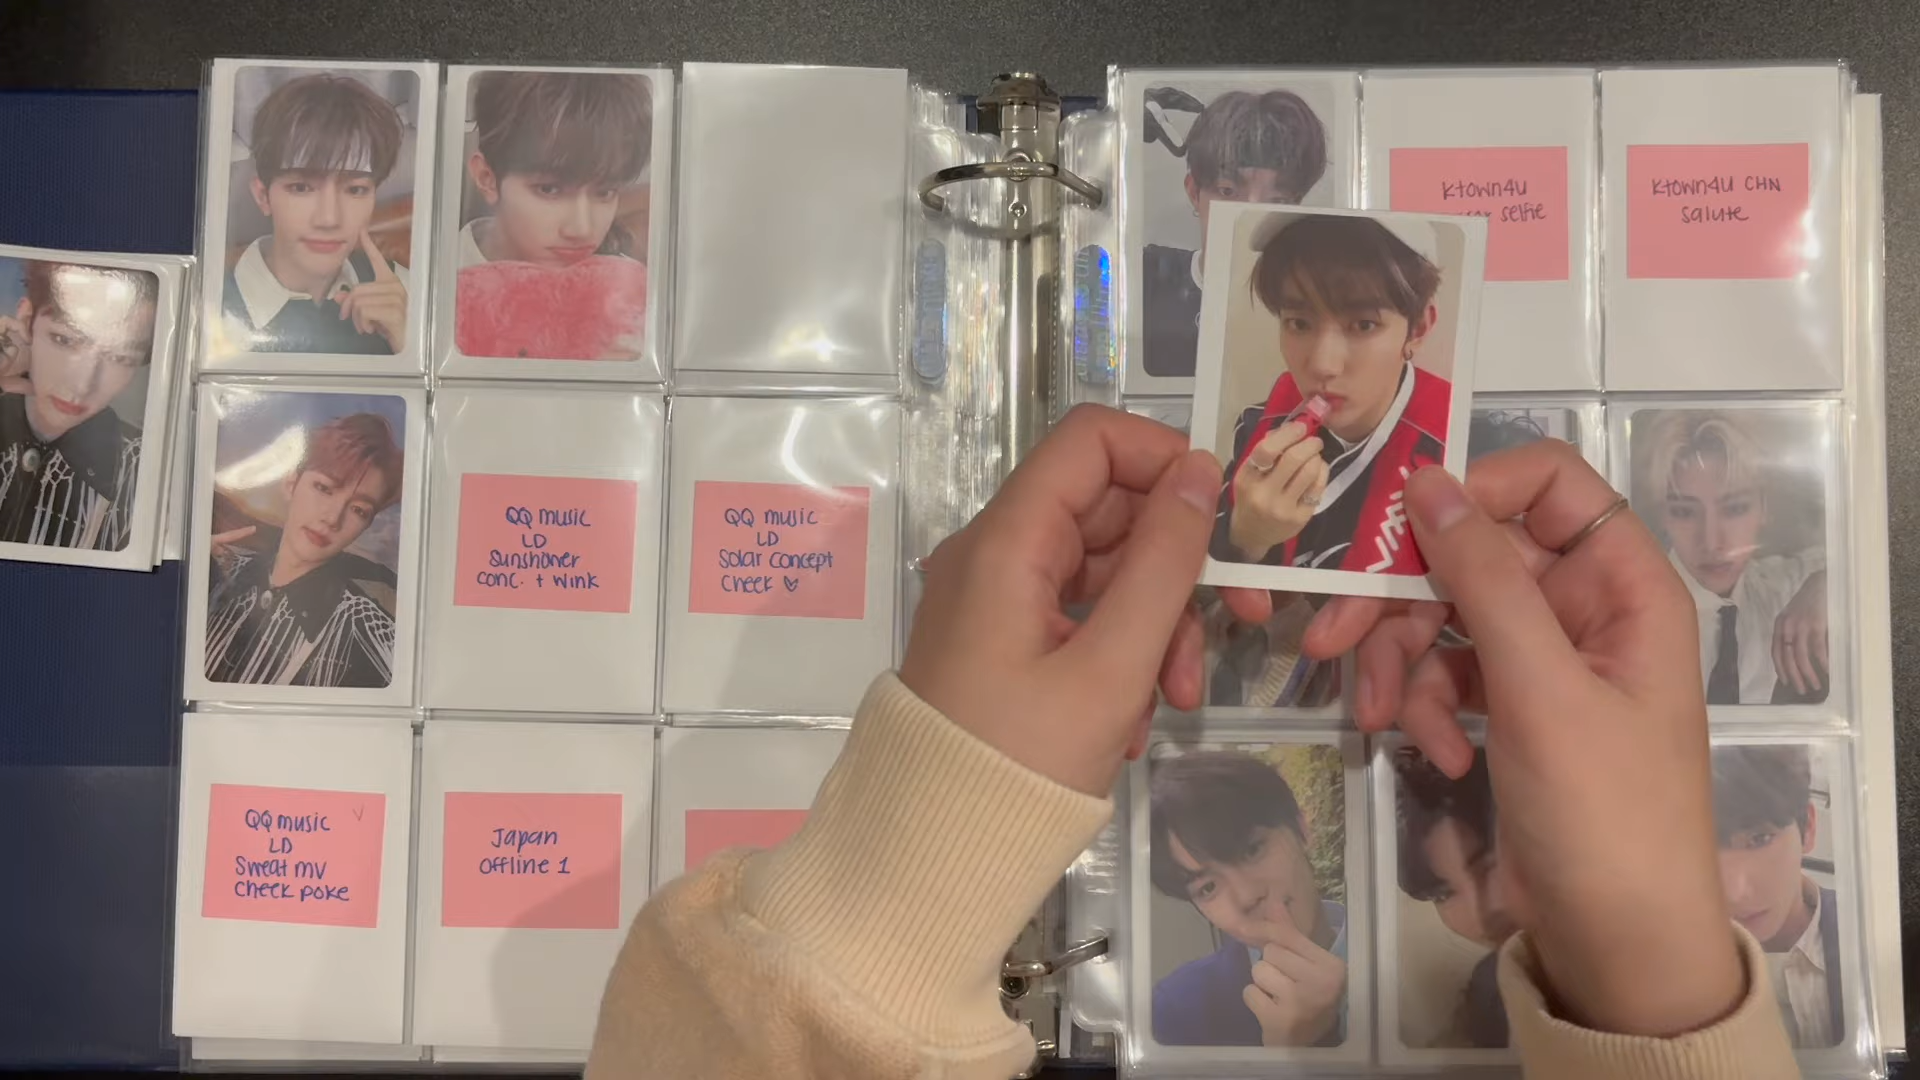 Ktown4u
selfie
Ktown4u CHN
salute
QQ music
LD
Sunshower
conc. + wink
QQ music
LD
Solar concept
cheek ♡
QQ music
LD
Sweat mv
cheek poke
Japan
Offline 1